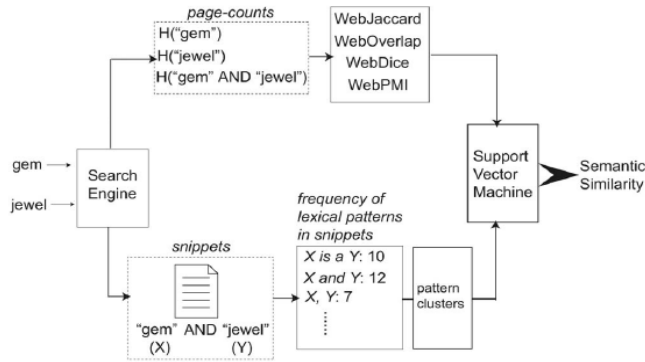 page-counts
H("gem")
H("jewel")
H("gem" AND "jewel")
WebJaccard
WebOverlap
WebDice
WebPMI
gem
jewel
Search
Engine
Support
Vector
Machine
Semantic
Similarity
snippets
"gem" AND "jewel"
(X) (Y)
frequency of
lexical patterns
in snippets
X is a Y: 10
X and Y: 12
X, Y: 7
pattern
clusters